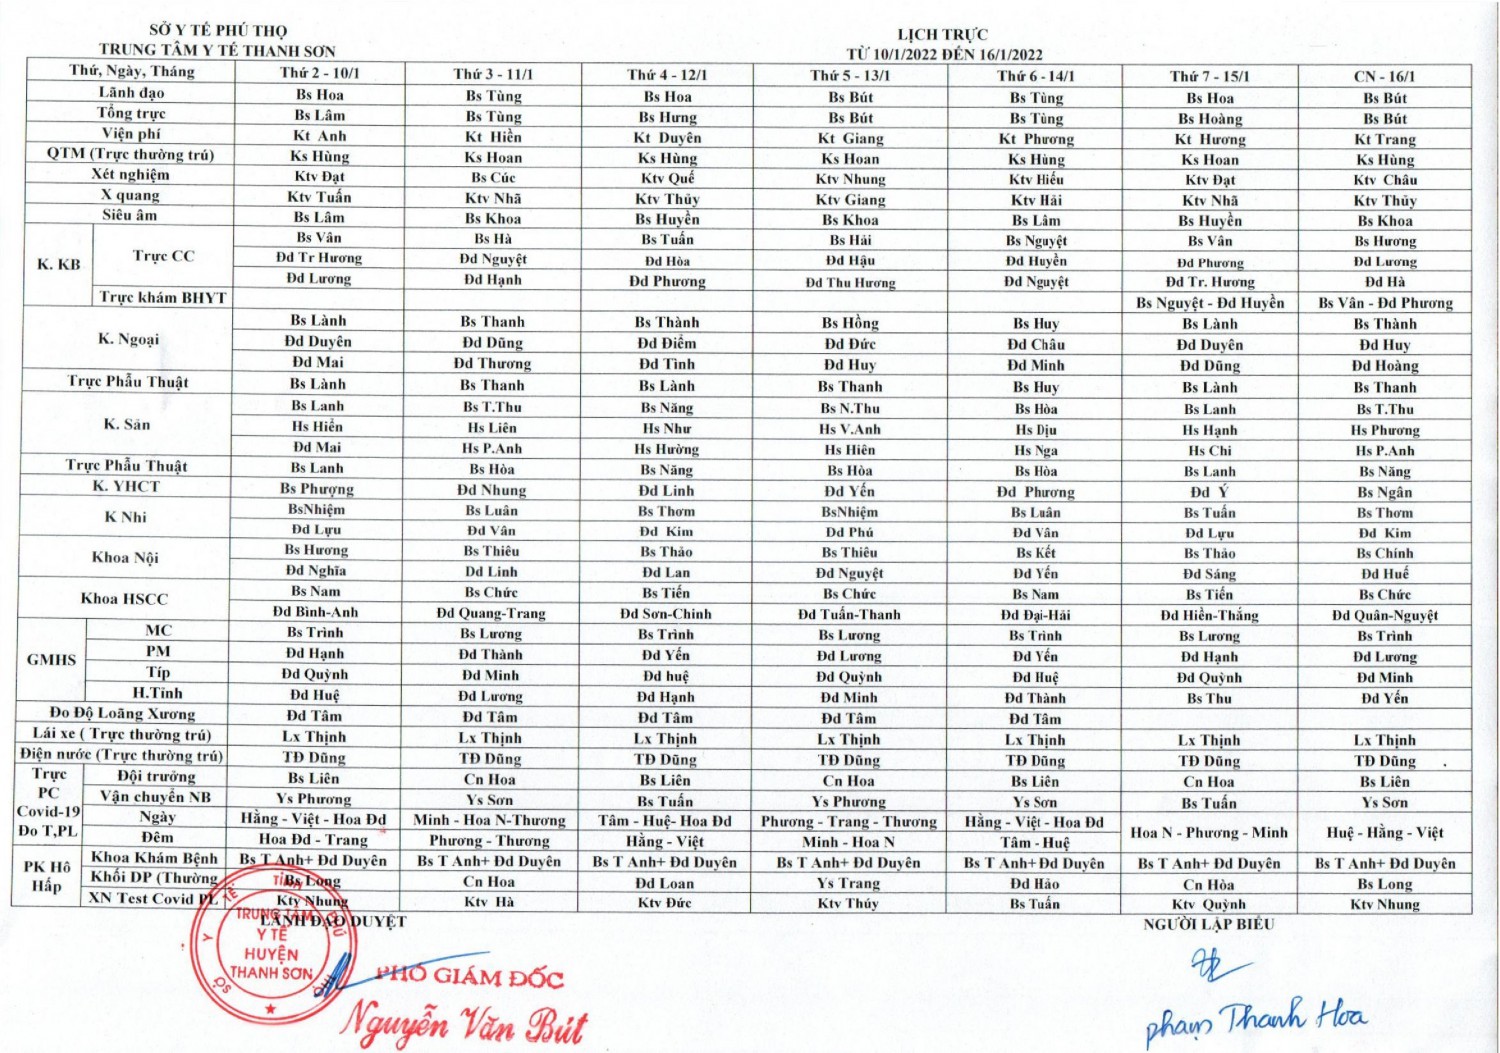 SỞ Y TẾ PHÚ THỌ
TRUNG TÂM Y TẾ THANH SƠN
LỊCH TRỰC
TỪ 10/1/2022 ĐẾN 16/1/2022
Thứ, Ngày, Tháng Thứ 2 - 10/1 Thứ 3 - 11/1 Thứ 4 - 12/1 Thứ 5 - 13/1 Thứ 6 - 14/1 Thứ 7 - 15/1 CN - 16/1
Lãnh đạo Bs Hoa Bs Tùng Bs Hoa Bs Bút Bs Tùng Bs Hoa Bs Bút
Tổng trực Bs Lâm Bs Tùng Bs Hưng Bs Bút Bs Tùng Bs Hoàng Bs Bút
Viện phí Kt Anh Kt Hiền Kt Duyên Kt Giang Kt Phương Kt Hương Kt Trang
QTM (Trực thường trú) Ks Hùng Ks Hoan Ks Hùng Ks Hoan Ks Hùng Ks Hoan Ks Hùng
Xét nghiệm Ktv Đạt Bs Cúc Ktv Quế Ktv Nhung Ktv Hiếu Ktv Đạt Ktv Châu
X quang Ktv Tuấn Ktv Nhã Ktv Thủy Ktv Giang Ktv Hải Ktv Nhã Ktv Thủy
Siêu âm Bs Lâm Bs Khoa Bs Huyền Bs Khoa Bs Lâm Bs Huyền Bs Khoa
K. KB Trực CC Bs Vân Bs Hà Bs Tuấn Bs Hải Bs Nguyệt Bs Vân Bs Hương
Đd Tr Hương Đd Nguyệt Đd Hòa Đd Hậu Đd Huyền Đd Phương Đd Lương
Đd Lương Đd Hạnh Đd Phương Đd Thu Hương Đd Nguyệt Đd Tr. Hương Đd Hà
Trực khám BHYT Bs Nguyệt - Đd Huyền Bs Vân - Đd Phương
K. Ngoại Bs Lành Bs Thanh Bs Thành Bs Hồng Bs Huy Bs Lành Bs Thành
Đd Duyên Đd Dũng Đd Điểm Đd Đức Đd Châu Đd Duyên Đd Huy
Đd Mai Đd Thương Đd Tình Đd Huy Đd Minh Đd Dũng Đd Hoàng
Trực Phẫu Thuật Bs Lành Bs Thanh Bs Lành Bs Thanh Bs Huy Bs Lành Bs Thanh
K. Sản Bs Lanh Bs T.Thu Bs Năng Bs N.Thu Bs Hòa Bs Lanh Bs T.Thu
Hs Hiển Hs Liên Hs Như Hs V.Anh Hs Dịu Hs Hạnh Hs Phương
Đd Mai Hs P.Anh Hs Hường Hs Hiên Hs Nga Hs Chi Hs P.Anh
Trực Phẫu Thuật Bs Lanh Bs Hòa Bs Năng Bs Hòa Bs Hòa Bs Lanh Bs Năng
K. YHCT Bs Phượng Đd Nhung Đd Linh Đd Yến Đd Phương Đd Ý Bs Ngân
K Nhi BsNhiệm Bs Luân Bs Thơm BsNhiệm Bs Luân Bs Tuấn Bs Thơm
Đd Lựu Đd Vân Đd Kim Đd Phú Đd Vân Đd Lựu Đd Kim
Khoa Nội Bs Hương Bs Thiêu Bs Thảo Bs Thiêu Bs Kết Bs Thảo Bs Chính
Đd Nghĩa Dd Linh Đd Lan Đd Nguyệt Đd Yến Đd Sáng Đd Huế
Khoa HSCC Bs Nam Bs Chức Bs Tiến Bs Chức Bs Nam Bs Tiến Bs Chức
Đd Bình-Anh Đd Quang-Trang Đd Sơn-Chinh Đd Tuấn-Thanh Đd Đại-Hải Đd Hiền-Thắng Đd Quân-Nguyệt
GMHS MC Bs Trình Bs Lương Bs Trình Bs Lương Bs Trình Bs Lương Bs Trình
PM Đd Hạnh Đd Thành Đd Yến Đd Lương Đd Yến Đd Hạnh Đd Lương
Típ Đd Quỳnh Đd Minh Đd huệ Đd Quỳnh Đd Huệ Đd Quỳnh Đd Minh
H.Tỉnh Đd Huệ Đd Lương Đd Hạnh Đd Minh Đd Thành Bs Thu Đd Yến
Đo Độ Loãng Xương Đd Tâm Đd Tâm Đd Tâm Đd Tâm Đd Tâm
Lái xe ( Trực thường trú) Lx Thịnh Lx Thịnh Lx Thịnh Lx Thịnh Lx Thịnh Lx Thịnh Lx Thịnh
Điện nước (Trực thường trú) TĐ Dũng TĐ Dũng TĐ Dũng TĐ Dũng TĐ Dũng TĐ Dũng TĐ Dũng
Trực PC Covid-19 Đo T,PL Đội trưởng Bs Liên Cn Hoa Bs Liên Cn Hoa Bs Liên Cn Hoa Bs Liên
Vận chuyển NB Ys Phương Ys Sơn Bs Tuấn Ys Phương Ys Sơn Bs Tuấn Ys Sơn
Ngày Hằng - Việt - Hoa Đd Minh - Hoa N-Thương Tâm - Huệ- Hoa Đd Phương - Trang - Thương Hằng - Việt - Hoa Đd Hoa N - Phương - Minh Huệ - Hằng - Việt
Đêm Hoa Đd - Trang Phương - Thương Hằng - Việt Minh - Hoa N Tâm - Huệ
PK Hô Hấp Khoa Khám Bệnh Bs T Anh+ Đd Duyên Bs T Anh+ Đd Duyên Bs T Anh+ Đd Duyên Bs T Anh+ Đd Duyên Bs T Anh+ Đd Duyên Bs T Anh+ Đd Duyên Bs T Anh+ Đd Duyên
Khối DP (Thường Bs Long Cn Hoa Đd Loan Ys Trang Đd Hảo Cn Hòa Bs Long
XN Test Covid PL Ktv Nhung Ktv Hà Ktv Đức Ktv Thúy Bs Tuấn Ktv Quỳnh Ktv Nhung
LÃNH ĐẠO DUYỆT
NGƯỜI LẬP BIỂU
SỞ Y TẾ TỈNH PHÚ THỌ
TRUNG TÂM
Y TẾ
HUYỆN
THANH SƠN
PHÓ GIÁM ĐỐC
Nguyễn Văn Bút
phạm Thanh Hoa